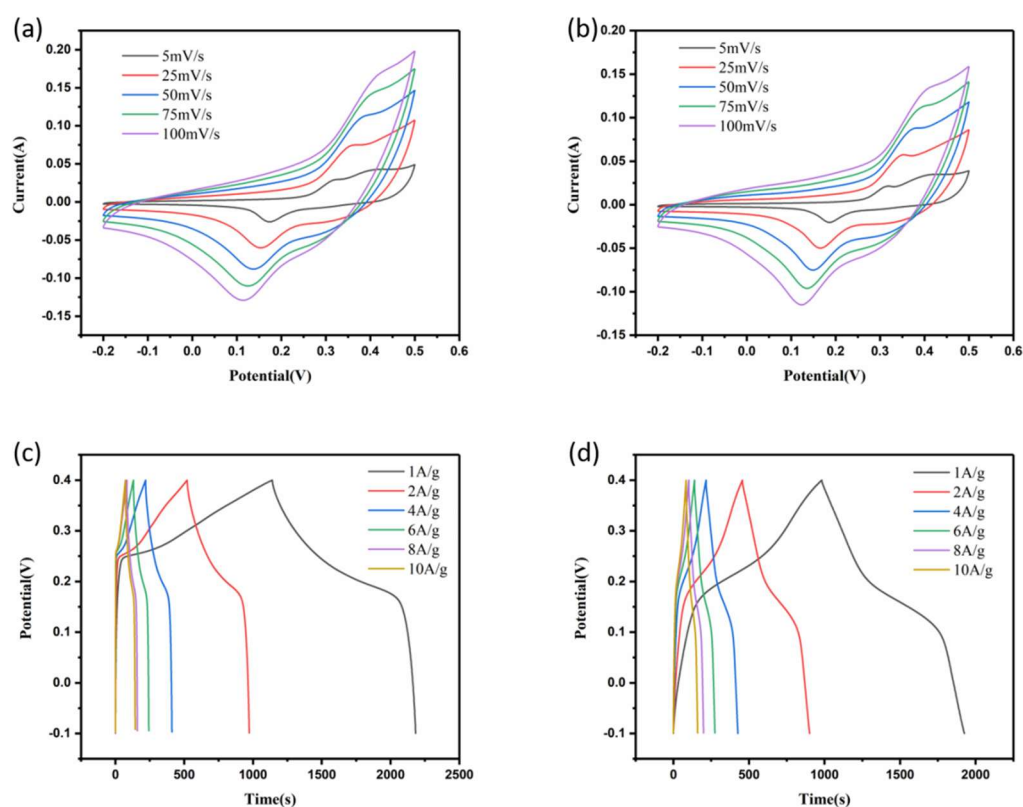 (a)
0.20
0.15
0.10
0.05
0.00
-0.05
-0.10
-0.15
Current(A)
5mV/s
25mV/s
50mV/s
75mV/s
100mV/s
-0.2 -0.1 0.0 0.1 0.2 0.3 0.4 0.5 0.6
Potential(V)
(b)
0.20
0.15
0.10
0.05
0.00
-0.05
-0.10
-0.15
Current(A)
5mV/s
25mV/s
50mV/s
75mV/s
100mV/s
-0.2 -0.1 0.0 0.1 0.2 0.3 0.4 0.5 0.6
Potential(V)
(c)
0.4
0.3
0.2
0.1
0.0
-0.1
Potential(V)
1A/g
2A/g
4A/g
6A/g
8A/g
10A/g
0 500 1000 1500 2000 2500
Time(s)
(d)
0.4
0.3
0.2
0.1
0.0
-0.1
Potential(V)
1A/g
2A/g
4A/g
6A/g
8A/g
10A/g
0 500 1000 1500 2000
Time(s)